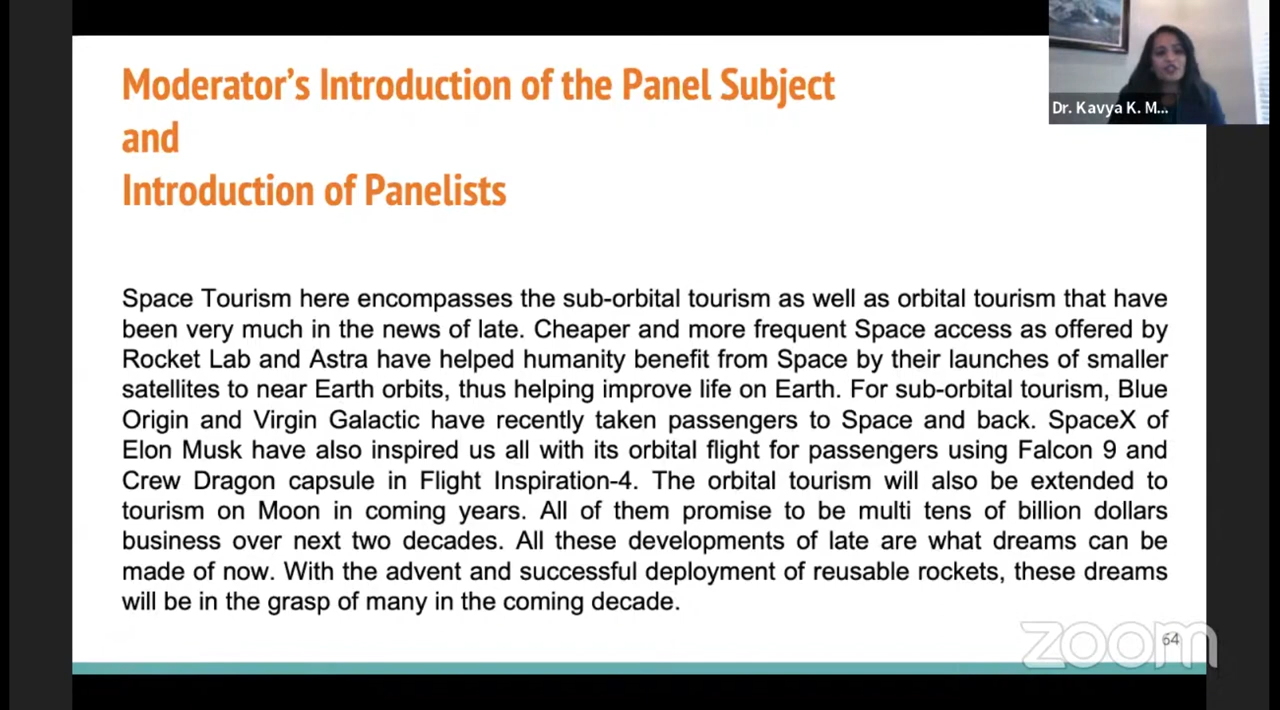 Moderator's Introduction of the Panel Subject
and
Introduction of Panelists
Dr. Kavya K. M...
Space Tourism here encompasses the sub-orbital tourism as well as orbital tourism that have
been very much in the news of late. Cheaper and more frequent Space access as offered by
Rocket Lab and Astra have helped humanity benefit from Space by their launches of smaller
satellites to near Earth orbits, thus helping improve life on Earth. For sub-orbital tourism, Blue
Origin and Virgin Galactic have recently taken passengers to Space and back. SpaceX of
Elon Musk have also inspired us all with its orbital flight for passengers using Falcon 9 and
Crew Dragon capsule in Flight Inspiration-4. The orbital tourism will also be extended to
tourism on Moon in coming years. All of them promise to be multi tens of billion dollars
business over next two decades. All these developments of late are what dreams can be
made of now. With the advent and successful deployment of reusable rockets, these dreams
will be in the grasp of many in the coming decade.
64
zoom